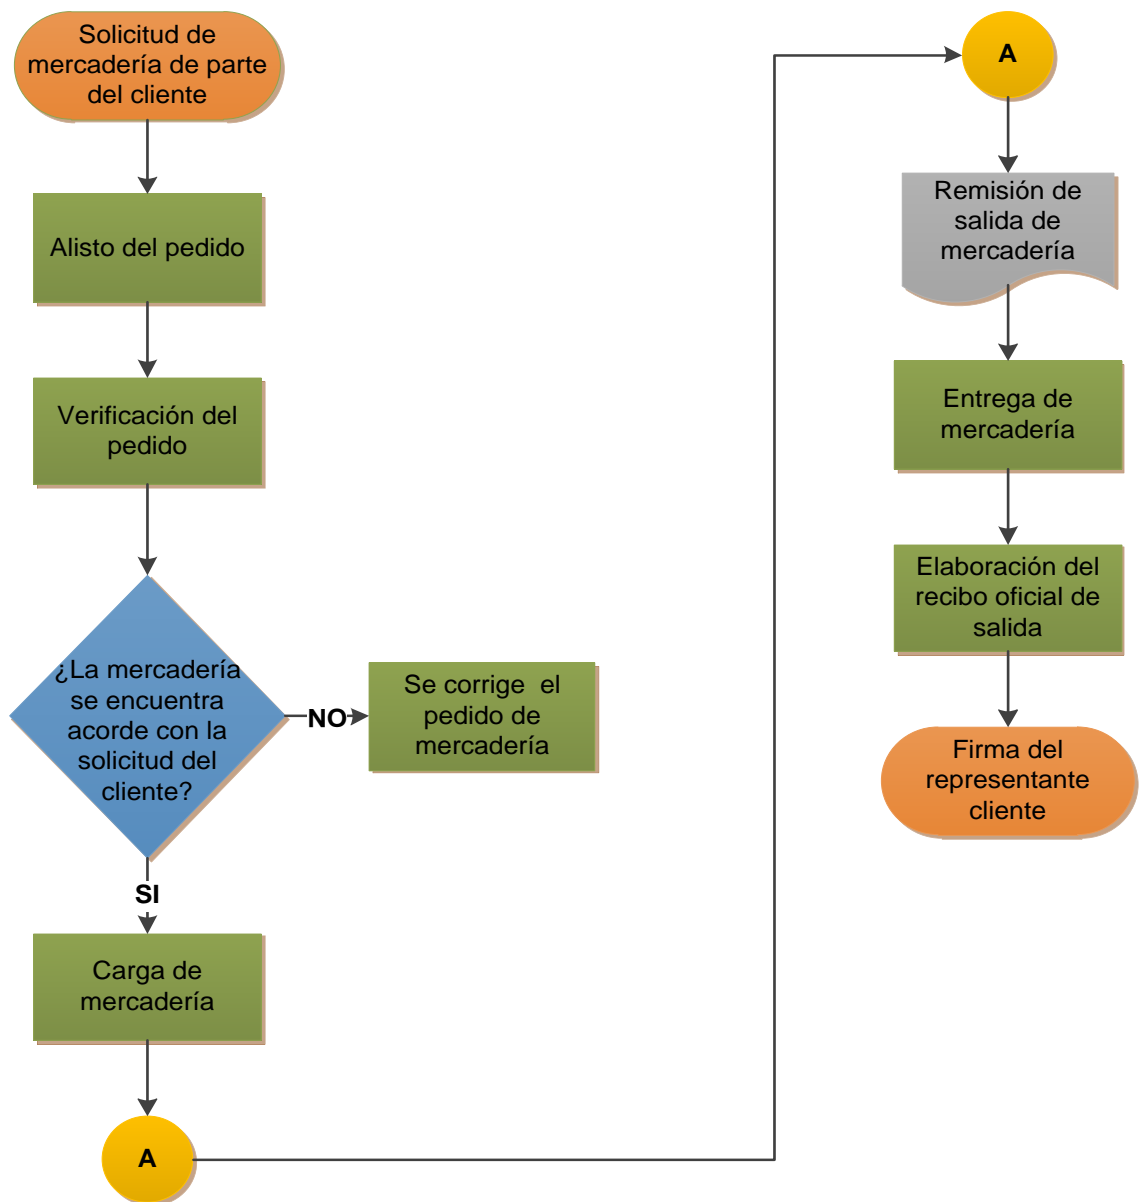 Solicitud de
mercadería de parte
del cliente
Alisto del pedido
Verificación del
pedido
¿La mercadería
se encuentra
acorde con la
solicitud del
cliente?
NO
Se corrige  el
pedido de
mercadería
SI
Carga de
mercadería
A
A
Remisión de
salida de
mercadería
Entrega de
mercadería
Elaboración del
recibo oficial de
salida
Firma del
representante
cliente